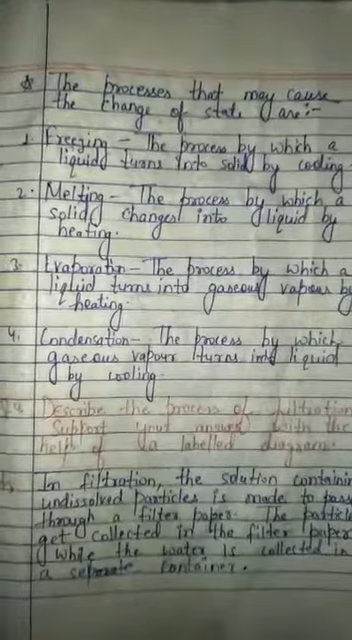 The processes that may cause
the change of state are:-
1. Freezing - The process by which a
liquid turns into solid by cooling
2. Melting - The process by which a
solid changes into liquid by
heating.
3. Evaporation - The process by which a
liquid turns into gaseous vapour by
heating.
4. Condensation - The process by which
gaseous vapour turns into liquid
by cooling.
Describe the process of filtration
Support your answer with the
help of a labelled diagram.
In filtration, the solution containin
undissolved particles is made to pass
through a filter paper. The particle
get collected in the filter paper
while the water is collected in
a seperate container.